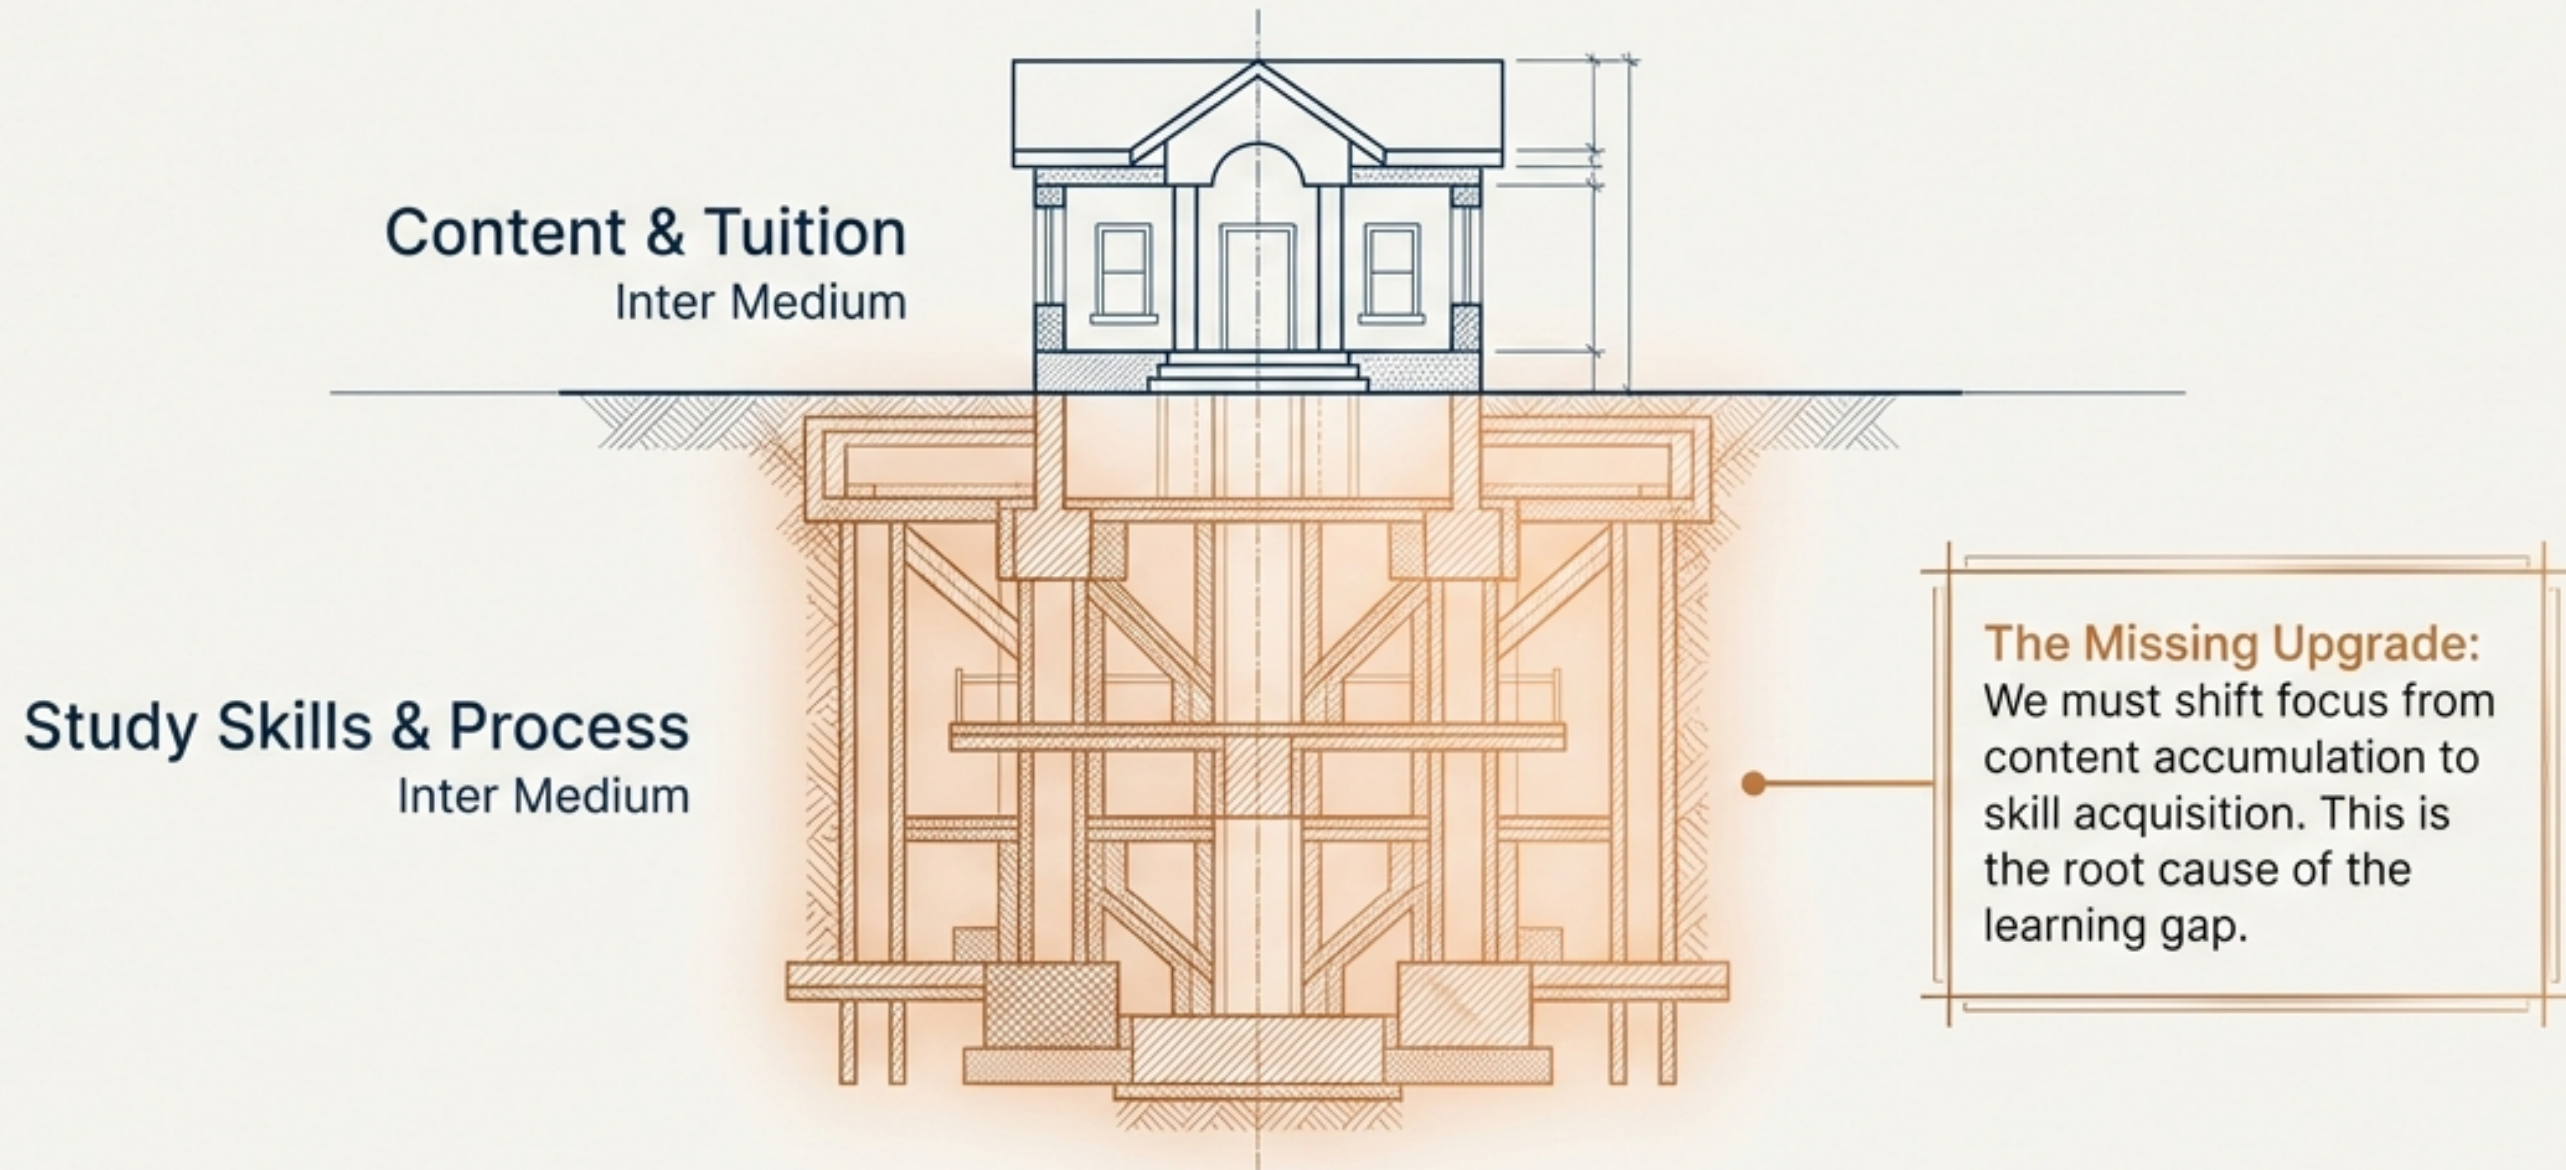 Content & Tuition
Inter Medium
Study Skills & Process
Inter Medium
The Missing Upgrade:
We must shift focus from
content accumulation to
skill acquisition. This is
the root cause of the
learning gap.